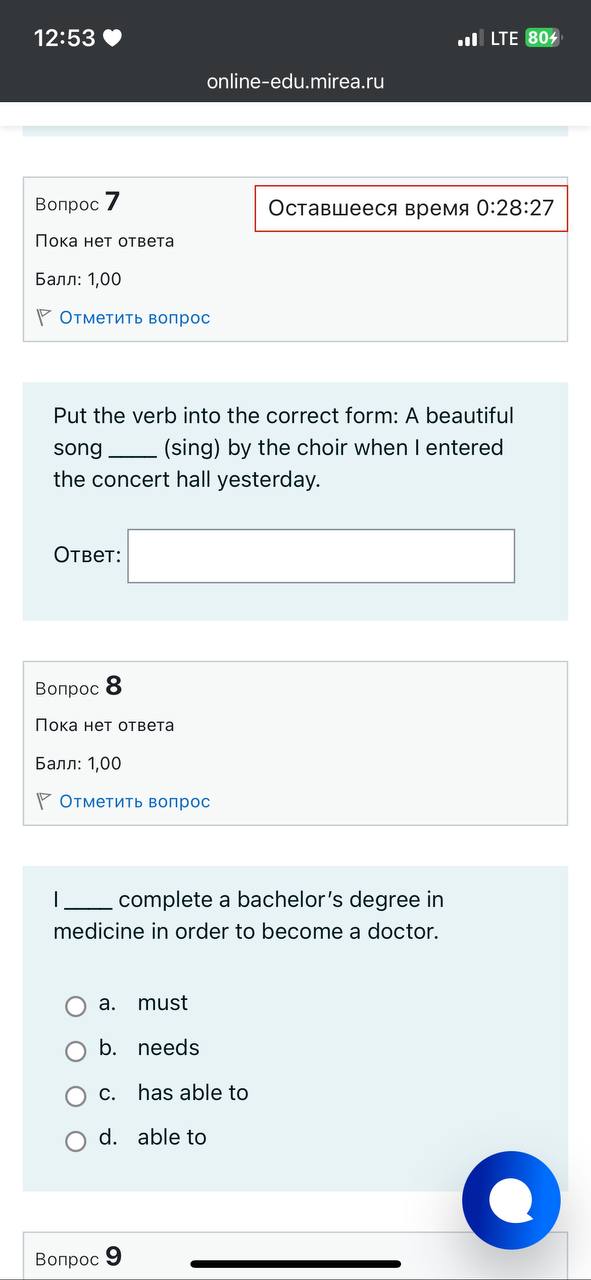 12:53
LTE 80
online-edu.mirea.ru
Вопрос 7
Оставшееся время 0:28:27
Пока нет ответа
Балл: 1,00
Отметить вопрос
Put the verb into the correct form: A beautiful
song _____ (sing) by the choir when I entered
the concert hall yesterday.
Ответ:
Вопрос 8
Пока нет ответа
Балл: 1,00
Отметить вопрос
I _____ complete a bachelor’s degree in
medicine in order to become a doctor.
a. must
b. needs
c. has able to
d. able to
Вопрос 9